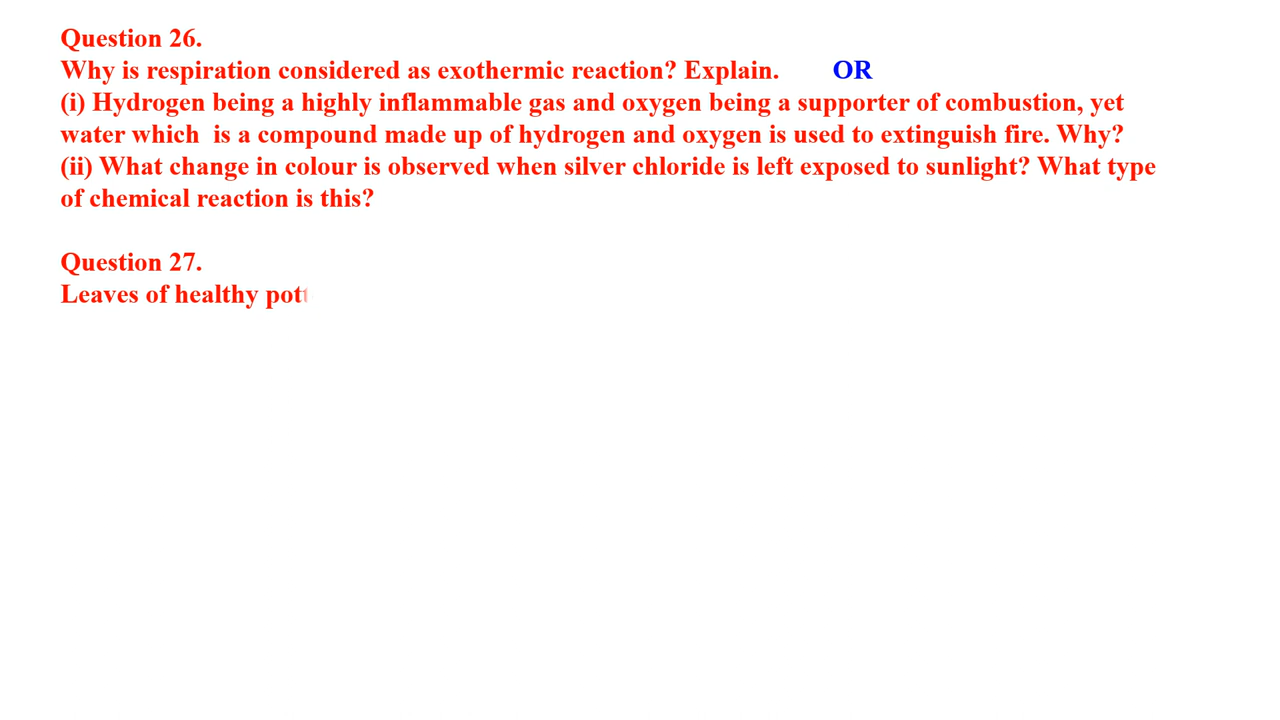 Question 26.
Why is respiration considered as exothermic reaction? Explain. OR
(i) Hydrogen being a highly inflammable gas and oxygen being a supporter of combustion, yet
water which is a compound made up of hydrogen and oxygen is used to extinguish fire. Why?
(ii) What change in colour is observed when silver chloride is left exposed to sunlight? What type
of chemical reaction is this?
Question 27.
Leaves of healthy pott